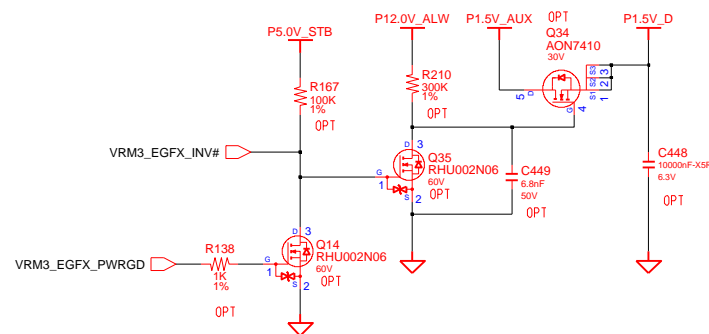 P5.0V_STB
P12.0V_ALW
P1.5V_AUX
OPT
P1.5V_D
Q34
AON7410
30V
5
D
S3 3
S2 2
S1 1
G
4
R167
100K
1%
OPT
R210
300K
1%
OPT
VRM3_EGFX_INV#
D 3
Q35
RHU002N06
60V
G
1
S
2
OPT
C449
6.8nF
50V
OPT
C448
10000nF-X5R
6.3V
OPT
D 3
Q14
RHU002N06
60V
G
1
S
2
OPT
VRM3_EGFX_PWRGD
R138
1K
1%
OPT